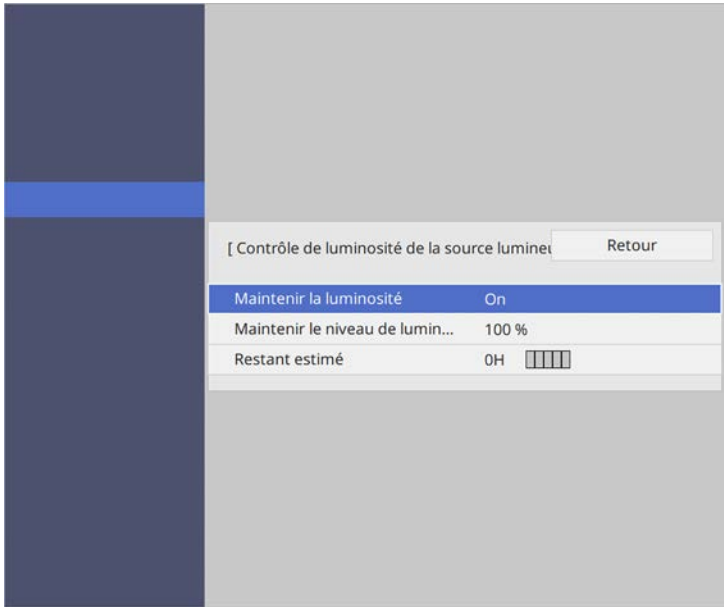 [ Contrôle de luminosité de la source lumineu
Retour
Maintenir la luminosité On
Maintenir le niveau de lumin... 100 %
Restant estimé 0H